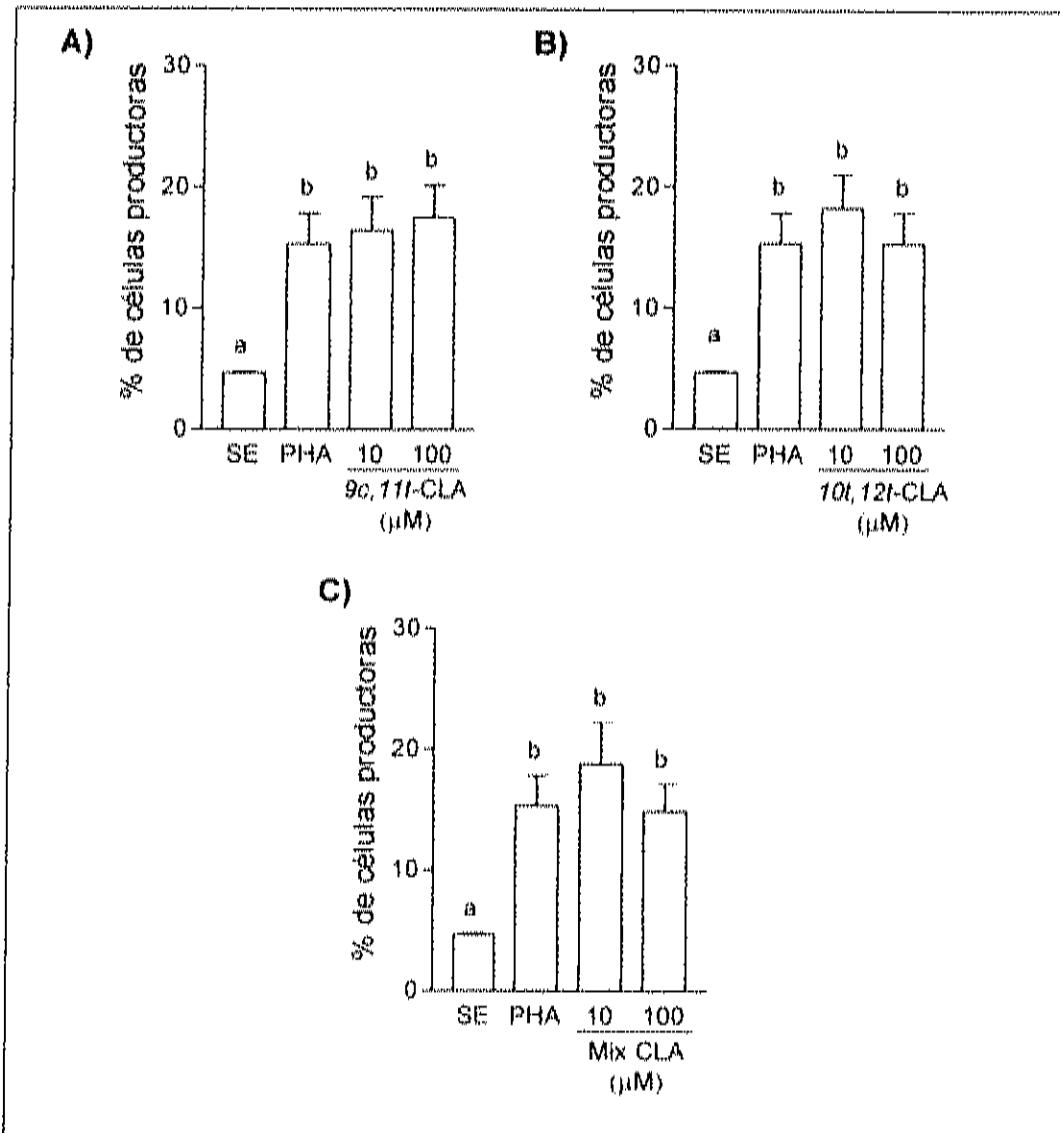 A)
% de células productoras
30
20
10
0
a
b
b
b
SE PHA 10 100
9c,11t-CLA
(µM)
B)
% de células productoras
30
20
10
0
a
b
b
b
SE PHA 10 100
10t,12t-CLA
(µM)
C)
% de células productoras
30
20
10
0
a
b
b
b
SE PHA 10 100
Mix CLA
(µM)